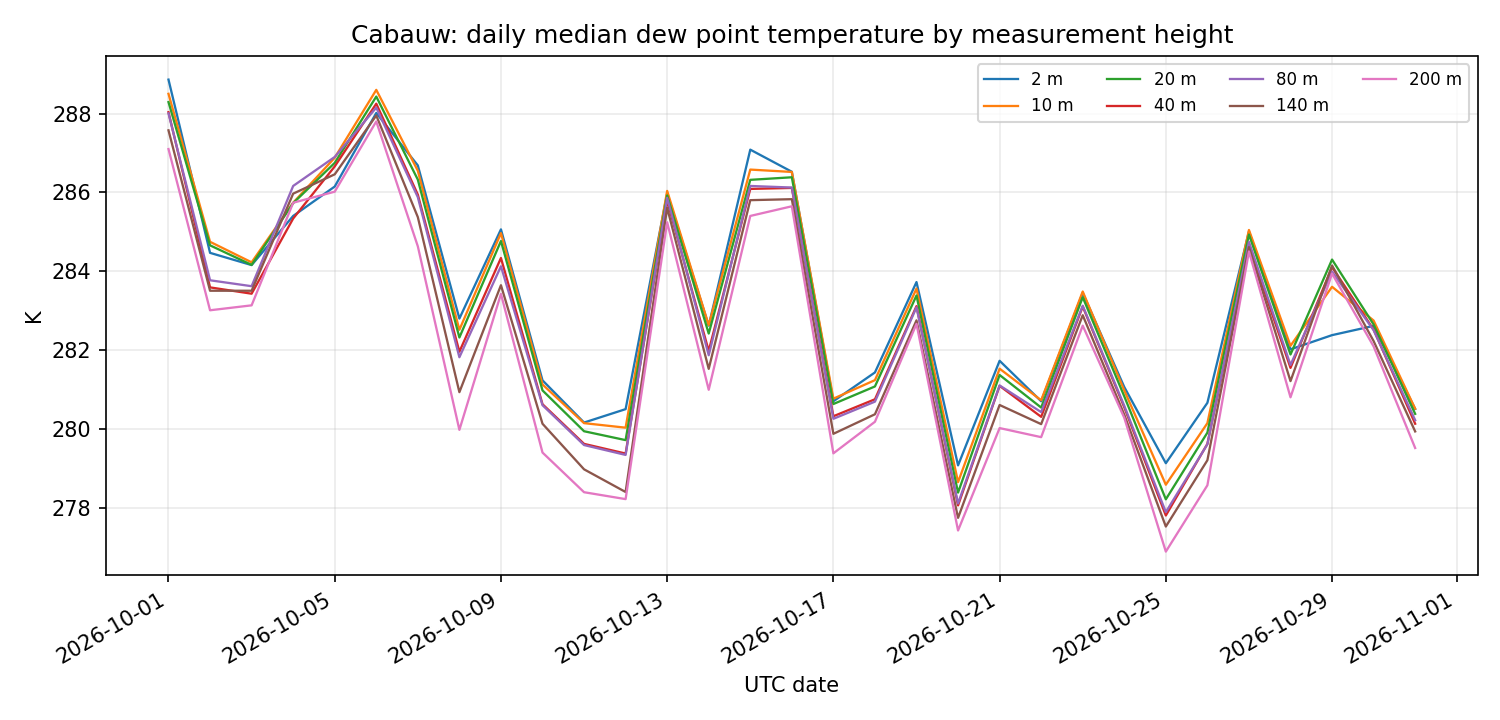 Cabauw: daily median dew point temperature by measurement height
2 m 20 m 80 m 200 m
10 m 40 m 140 m
K
288
286
284
282
280
278
2026-10-01 2026-10-05 2026-10-09 2026-10-13 2026-10-17 2026-10-21 2026-10-25 2026-10-29 2026-11-01
UTC date